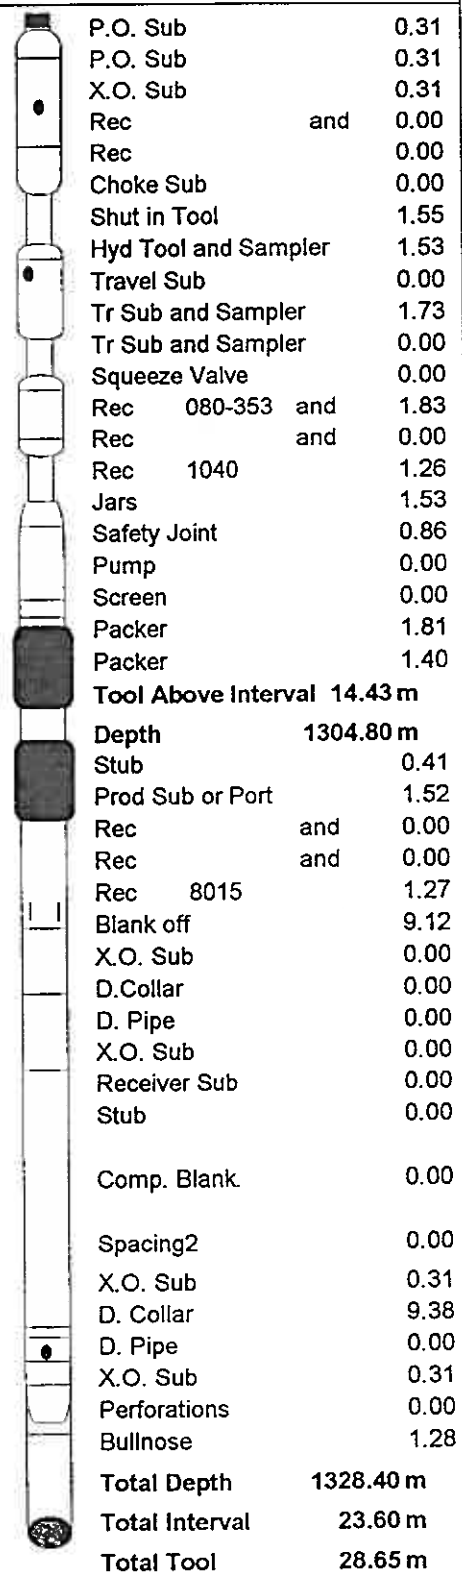 P.O. Sub 0.31
P.O. Sub 0.31
X.O. Sub 0.31
Rec and 0.00
Rec 0.00
Choke Sub 0.00
Shut in Tool 1.55
Hyd Tool and Sampler 1.53
Travel Sub 0.00
Tr Sub and Sampler 1.73
Tr Sub and Sampler 0.00
Squeeze Valve 0.00
Rec 080-353 and 1.83
Rec and 0.00
Rec 1040 1.26
Jars 1.53
Safety Joint 0.86
Pump 0.00
Screen 0.00
Packer 1.81
Packer 1.40
Tool Above Interval 14.43 m
Depth 1304.80 m
Stub 0.41
Prod Sub or Port 1.52
Rec and 0.00
Rec and 0.00
Rec 8015 1.27
Blank off 9.12
X.O. Sub 0.00
D.Collar 0.00
D. Pipe 0.00
X.O. Sub 0.00
Receiver Sub 0.00
Stub 0.00
Comp. Blank. 0.00
Spacing2 0.00
X.O. Sub 0.31
D. Collar 9.38
D. Pipe 0.00
X.O. Sub 0.31
Perforations 0.00
Bullnose 1.28
Total Depth 1328.40 m
Total Interval 23.60 m
Total Tool 28.65 m